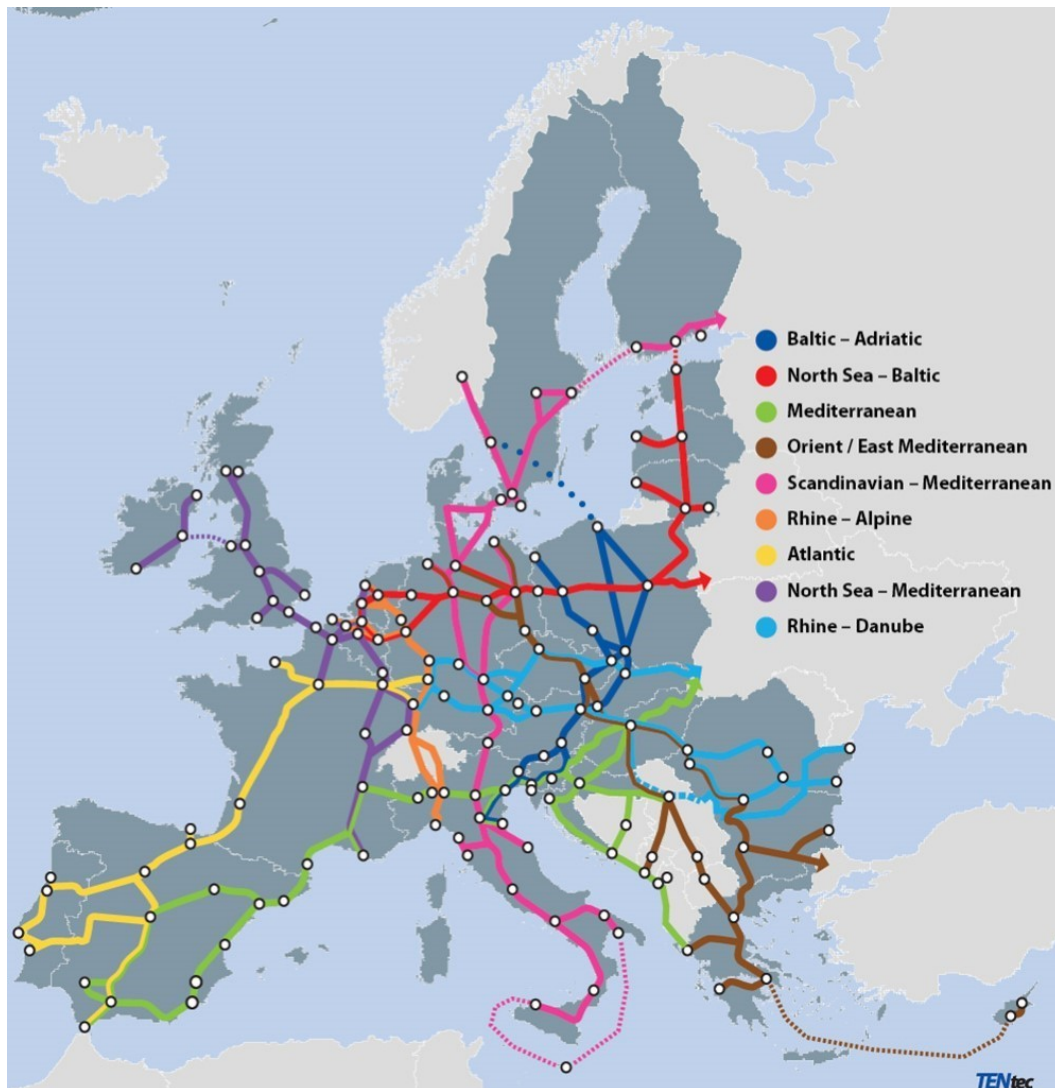 Baltic – Adriatic
North Sea – Baltic
Mediterranean
Orient / East Mediterranean
Scandinavian – Mediterranean
Rhine – Alpine
Atlantic
North Sea – Mediterranean
Rhine – Danube
TENtec